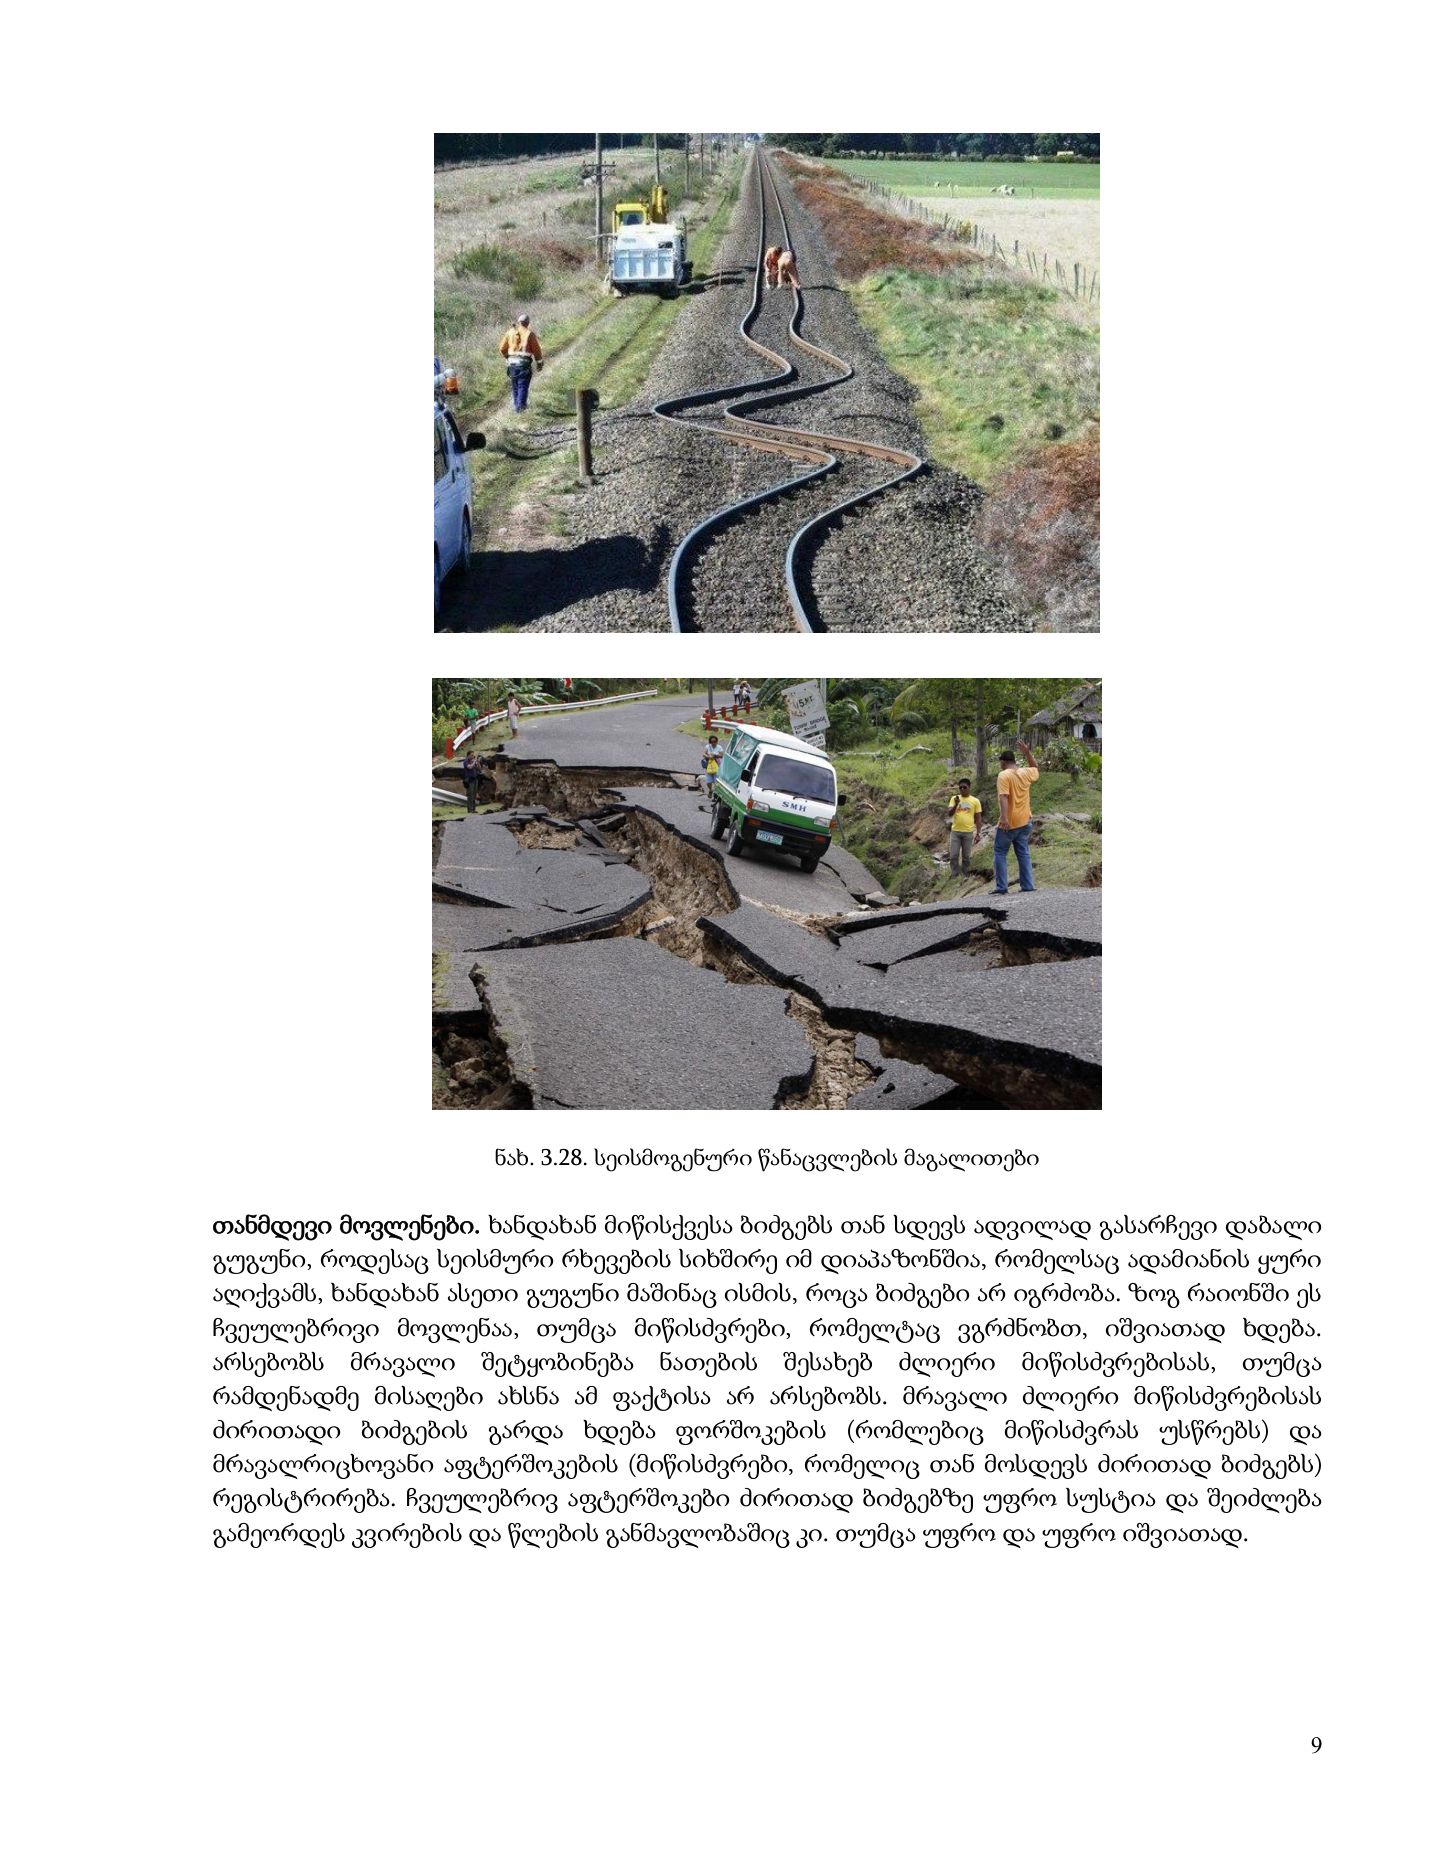 SMH
ნახ. 3.28. სეისმოგენური წანაცვლების მაგალითები
თანმდევი მოვლენები. ხანდახან მიწისქვესა ბიძგებს თან სდევს ადვილად გასარჩევი დაბალი
გუგუნი, როდესაც სეისმური რხევების სიხშირე იმ დიაპაზონშია, რომელსაც ადამიანის ყური
აღიქვამს, ხანდახან ასეთი გუგუნი მაშინაც ისმის, როცა ბიძგები არ იგრძობა. ზოგ რაიონში ეს
ჩვეულებრივი მოვლენაა, თუმცა მიწისძვრები, რომელტაც ვგრძნობთ, იშვიათად ხდება.
არსებობს მრავალი შეტყობინება ნათების შესახებ ძლიერი მიწისძვრებისას, თუმცა
რამდენადმე მისაღები ახსნა ამ ფაქტისა არ არსებობს. მრავალი ძლიერი მიწისძვრებისას
ძირითადი ბიძგების გარდა ხდება ფორშოკების (რომლებიც მიწისძვრას უსწრებს) და
მრავალრიცხოვანი აფტერშოკების (მიწისძვრები, რომელიც თან მოსდევს ძირითად ბიძგებს)
რეგისტრირება. ჩვეულებრივ აფტერშოკები ძირითად ბიძგებზე უფრო სუსტია და შეიძლება
გამეორდეს კვირების და წლების განმავლობაშიც კი. თუმცა უფრო და უფრო იშვიათად.
9